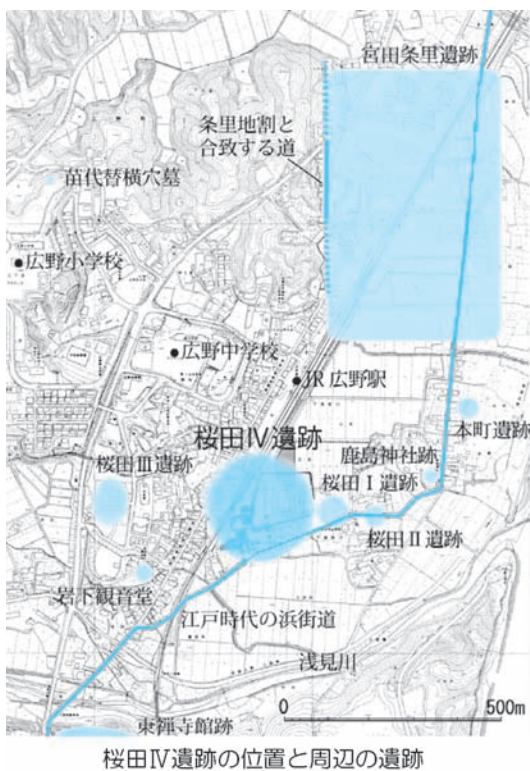 宮田条里遺跡
条里地割と
合致する道
苗代替横穴墓
広野小学校
広野中学校
JR広野駅
本町遺跡
桜田Ⅳ遺跡
鹿島神社跡
桜田Ⅲ遺跡
桜田Ⅰ遺跡
桜田Ⅱ遺跡
岩下観音堂
江戸時代の浜街道
浅見川
東禅寺館跡
0 500m
桜田Ⅳ遺跡の位置と周辺の遺跡